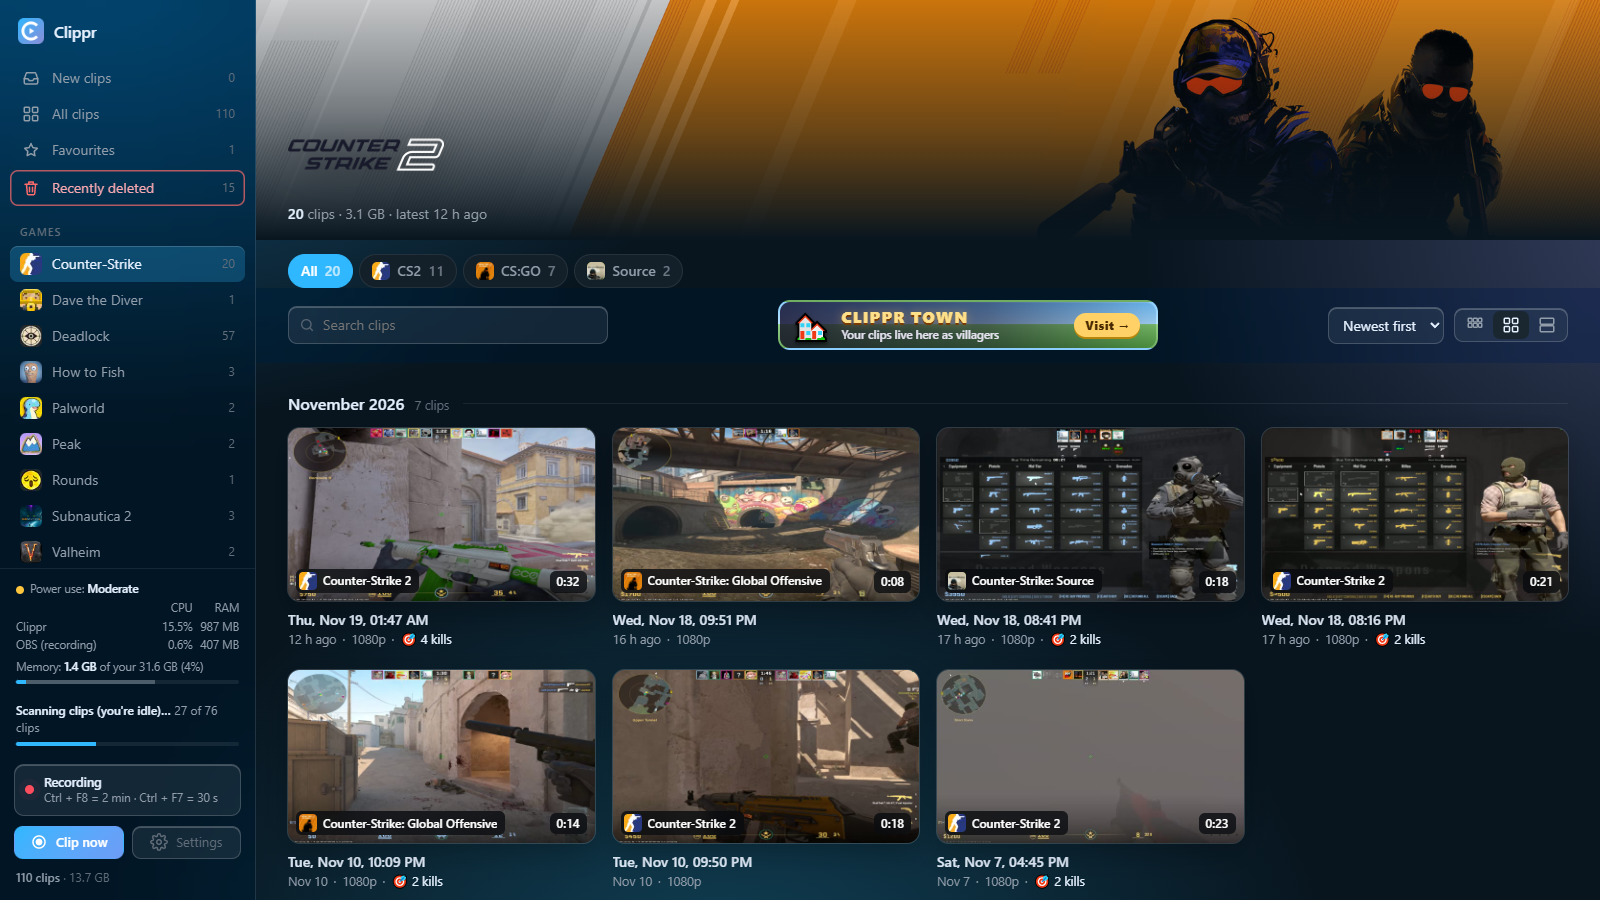 Clippr
New clips 0
All clips 110
Favourites 1
Recently deleted 15
GAMES
Counter-Strike 20
Dave the Diver 1
Deadlock 57
How to Fish 3
Palworld 2
Peak 2
Rounds 1
Subnautica 2 3
Valheim 2
Power use: Moderate
CPU RAM
Clippr 15.5% 987 MB
OBS (recording) 0.6% 407 MB
Memory: 1.4 GB of your 31.6 GB (4%)
Scanning clips (you're idle)... 27 of 76
clips
Recording
Ctrl + F8 = 2 min · Ctrl + F7 = 30 s
Clip now Settings
110 clips · 13.7 GB
COUNTER
STRIKE 2
20 clips · 3.1 GB · latest 12 h ago
All 20 CS2 11 CS:GO 7 Source 2
Search clips
CLIPPR TOWN
Your clips live here as villagers
Visit →
Newest first
November 2026 7 clips
Counter-Strike 2 0:32
Thu, Nov 19, 01:47 AM
12 h ago · 1080p · 🎯 4 kills
Counter-Strike: Global Offensive 0:08
Wed, Nov 18, 09:51 PM
16 h ago · 1080p
Counter-Strike: Source 0:18
Wed, Nov 18, 08:41 PM
17 h ago · 1080p · 🎯 2 kills
Counter-Strike 2 0:21
Wed, Nov 18, 08:16 PM
17 h ago · 1080p · 🎯 2 kills
Counter-Strike: Global Offensive 0:14
Tue, Nov 10, 10:09 PM
Nov 10 · 1080p · 🎯 2 kills
Counter-Strike 2 0:18
Tue, Nov 10, 09:50 PM
Nov 10 · 1080p
Counter-Strike 2 0:23
Sat, Nov 7, 04:45 PM
Nov 7 · 1080p · 🎯 2 kills